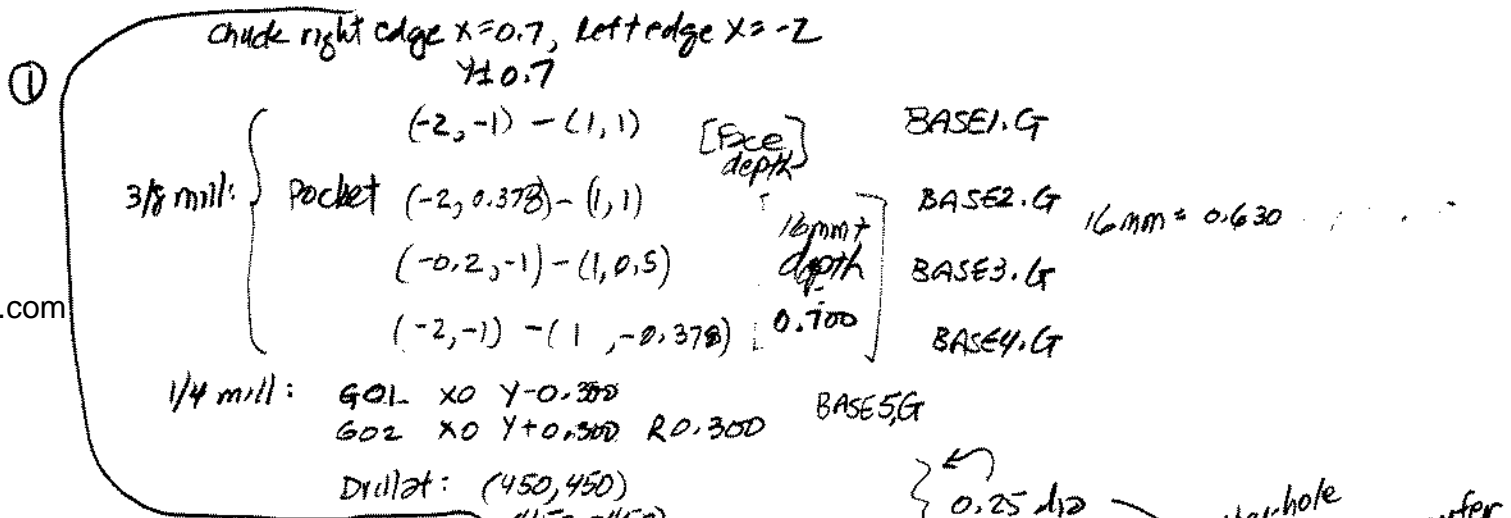 Chuck right edge X=0.7, Left edge X=-2
Y±0.7
①
(-2,-1) - (1,1) [Face depth] BASE1.G
3/8 mill: Pocket (-2,0.378) - (1,1) BASE2.G 16mm = 0.630
(-0.2,-1) - (1,0.5) 16mm+ depth 0.700 BASE3.G
.com
(-2,-1) - (1,-0.378) BASE4.G
1/4 mill: G01 X0 Y-0.300 BASE5.G
G02 X0 Y+0.300 R0.300
Drill at: (450,450)
0.25 dia